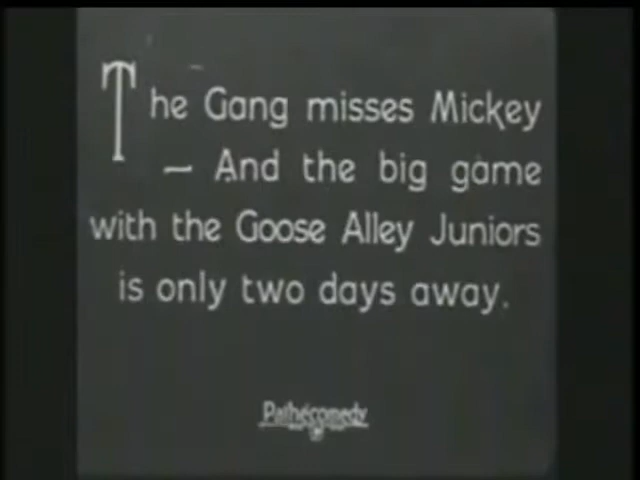 The Gang misses Mickey
— And the big game
with the Goose Alley Juniors
is only two days away.
Pathécomedy